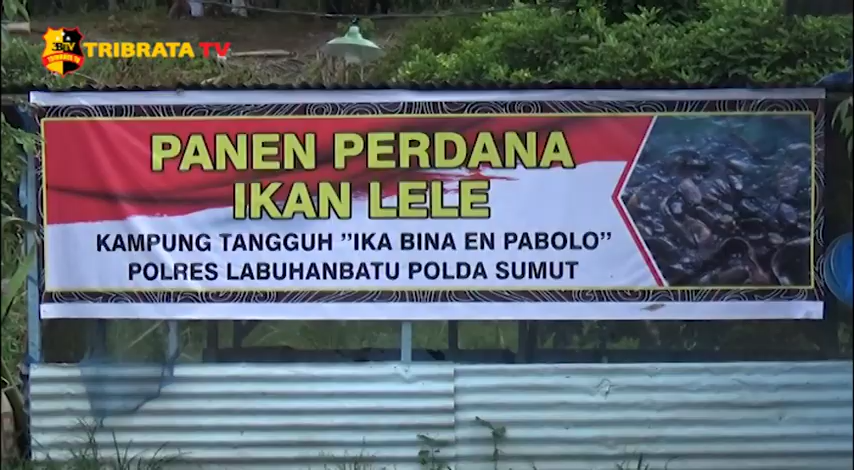 TRIBRATA TV
PANEN PERDANA
IKAN LELE
KAMPUNG TANGGUH "IKA BINA EN PABOLO"
POLRES LABUHANBATU POLDA SUMUT